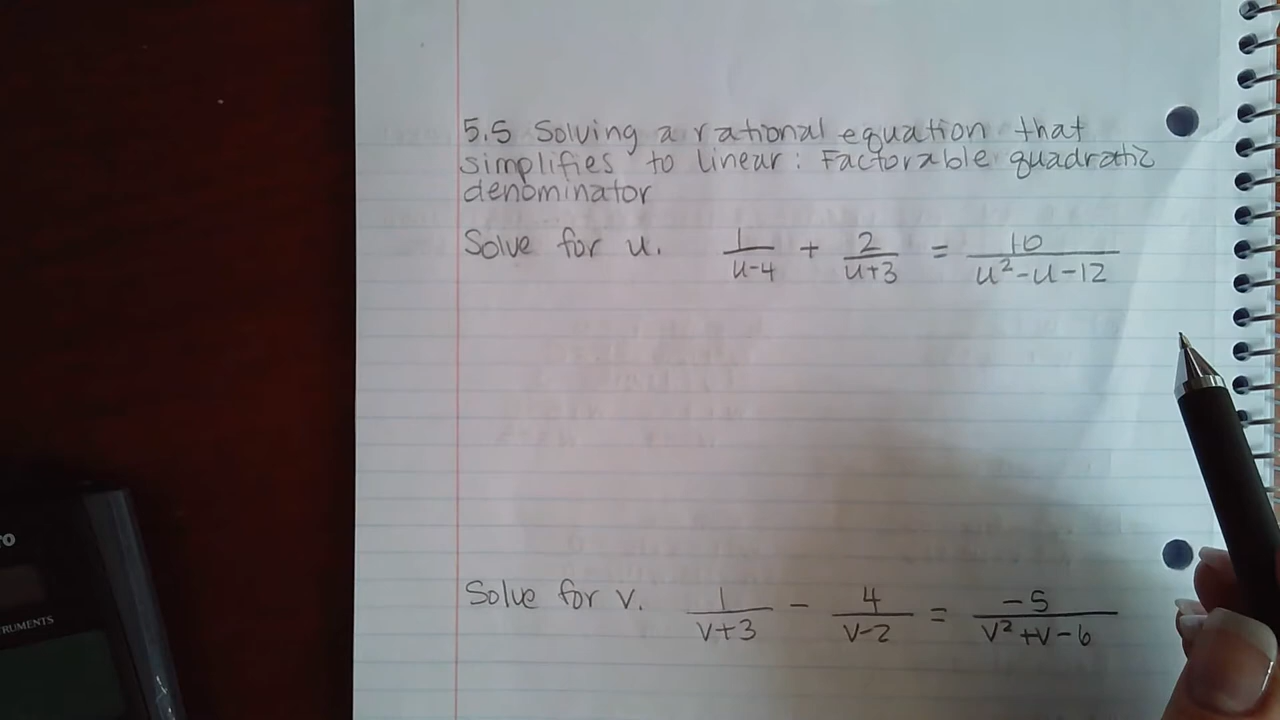 5.5 Solving a rational equation that
simplifies to linear: Factorable quadratic
denominator
Solve for u. 1/(u-4) + 2/(u+3) = 10/(u²-u-12)
Solve for v. 1/(v+3) - 4/(v-2) = -5/(v²+v-6)